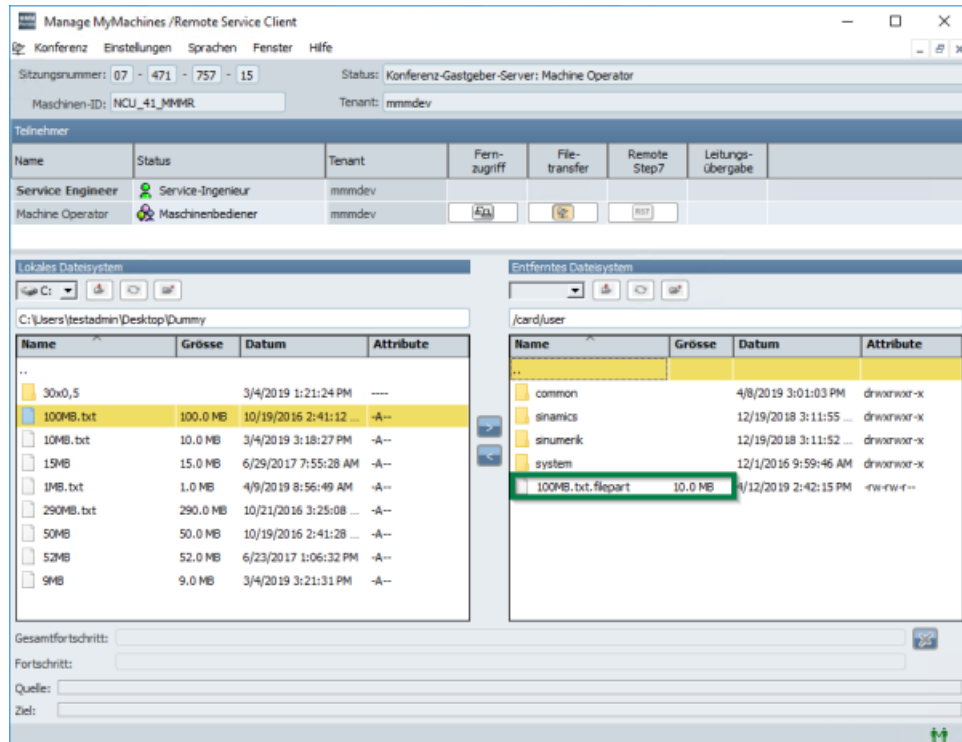 Manage MyMachines /Remote Service Client
Konferenz Einstellungen Sprachen Fenster Hilfe
Sitzungsnummer: 07 - 471 - 757 - 15 Status: Konferenz-Gastgeber-Server: Machine Operator
Maschinen-ID: NCU_41_MMMR Tenant: mmmdev
Teilnehmer
Name Status Tenant Fern-zugriff File-transfer Remote Step7 Leitungs-übergabe
Service Engineer Service-Ingenieur mmmdev
Machine Operator Maschinenbediener mmmdev RS7
Lokales Dateisystem
C:
C:\Users\testadmin\Desktop\Dummy
Name Grösse Datum Attribute
..
30x0,5 3/4/2019 1:21:24 PM ----
100MB.txt 100.0 MB 10/19/2016 2:41:12 ... -A--
10MB.txt 10.0 MB 3/4/2019 3:18:27 PM -A--
15MB 15.0 MB 6/29/2017 7:55:28 AM -A--
1MB.txt 1.0 MB 4/9/2019 8:56:49 AM -A--
290MB.txt 290.0 MB 10/21/2016 3:25:08 ... -A--
50MB 50.0 MB 10/19/2016 2:41:28 ... -A--
52MB 52.0 MB 6/23/2017 1:06:32 PM -A--
9MB 9.0 MB 3/4/2019 3:21:31 PM -A--
Entferntes Dateisystem
/card/user
Name Grösse Datum Attribute
..
common 4/8/2019 3:01:03 PM drwxrwxr-x
sinamics 12/19/2018 3:11:55 ... drwxrwxr-x
sinumerik 12/19/2018 3:11:52 ... drwxrwxr-x
system 12/1/2016 9:59:46 AM drwxrwxr-x
100MB.txt.filepart 10.0 MB 4/12/2019 2:42:15 PM -rw-rw-r--
Gesamtfortschritt:
Fortschritt:
Quelle:
Ziel: